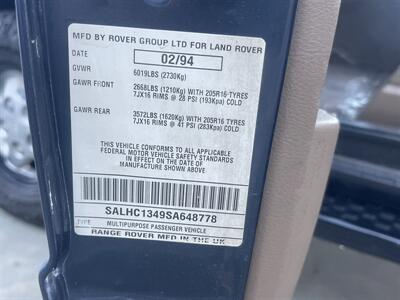 MFD BY ROVER GROUP LTD FOR LAND ROVER
DATE 02/94
GVWR 6019LBS (2730Kg)
GAWR FRONT 2668LBS (1210Kg) WITH 205R16 TYRES
7JX16 RIMS @ 28 PSI (193Kpa) COLD
GAWR REAR 3572LBS (1620Kg) WITH 205R16 TYRES
7JX16 RIMS @ 41 PSI (283Kpa) COLD
THIS VEHICLE CONFORMS TO ALL APPLICABLE
FEDERAL MOTOR VEHICLE SAFETY STANDARDS
IN EFFECT ON THE DATE OF
MANUFACTURE SHOWN ABOVE
SALHC1349SA648778
TYPE MULTIPURPOSE PASSENGER VEHICLE
RANGE ROVER MFD IN THE UK